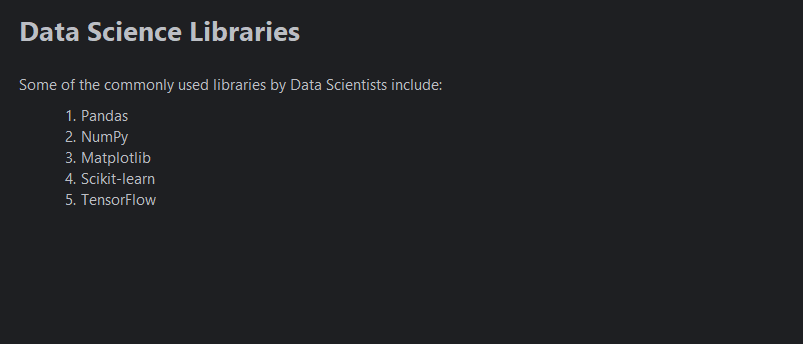 Data Science Libraries
Some of the commonly used libraries by Data Scientists include:
1. Pandas
2. NumPy
3. Matplotlib
4. Scikit-learn
5. TensorFlow